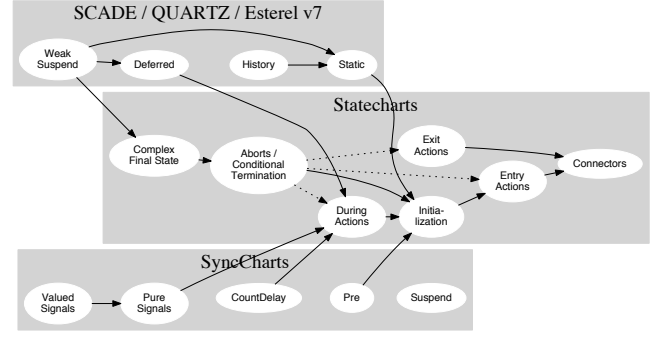 SCADE / QUARTZ / Esterel v7
Weak
Suspend
Deferred
History
Static
Statecharts
Complex
Final State
Aborts /
Conditional
Termination
Exit
Actions
Connectors
Entry
Actions
During
Actions
Initia-
lization
SyncCharts
Valued
Signals
Pure
Signals
CountDelay
Pre
Suspend